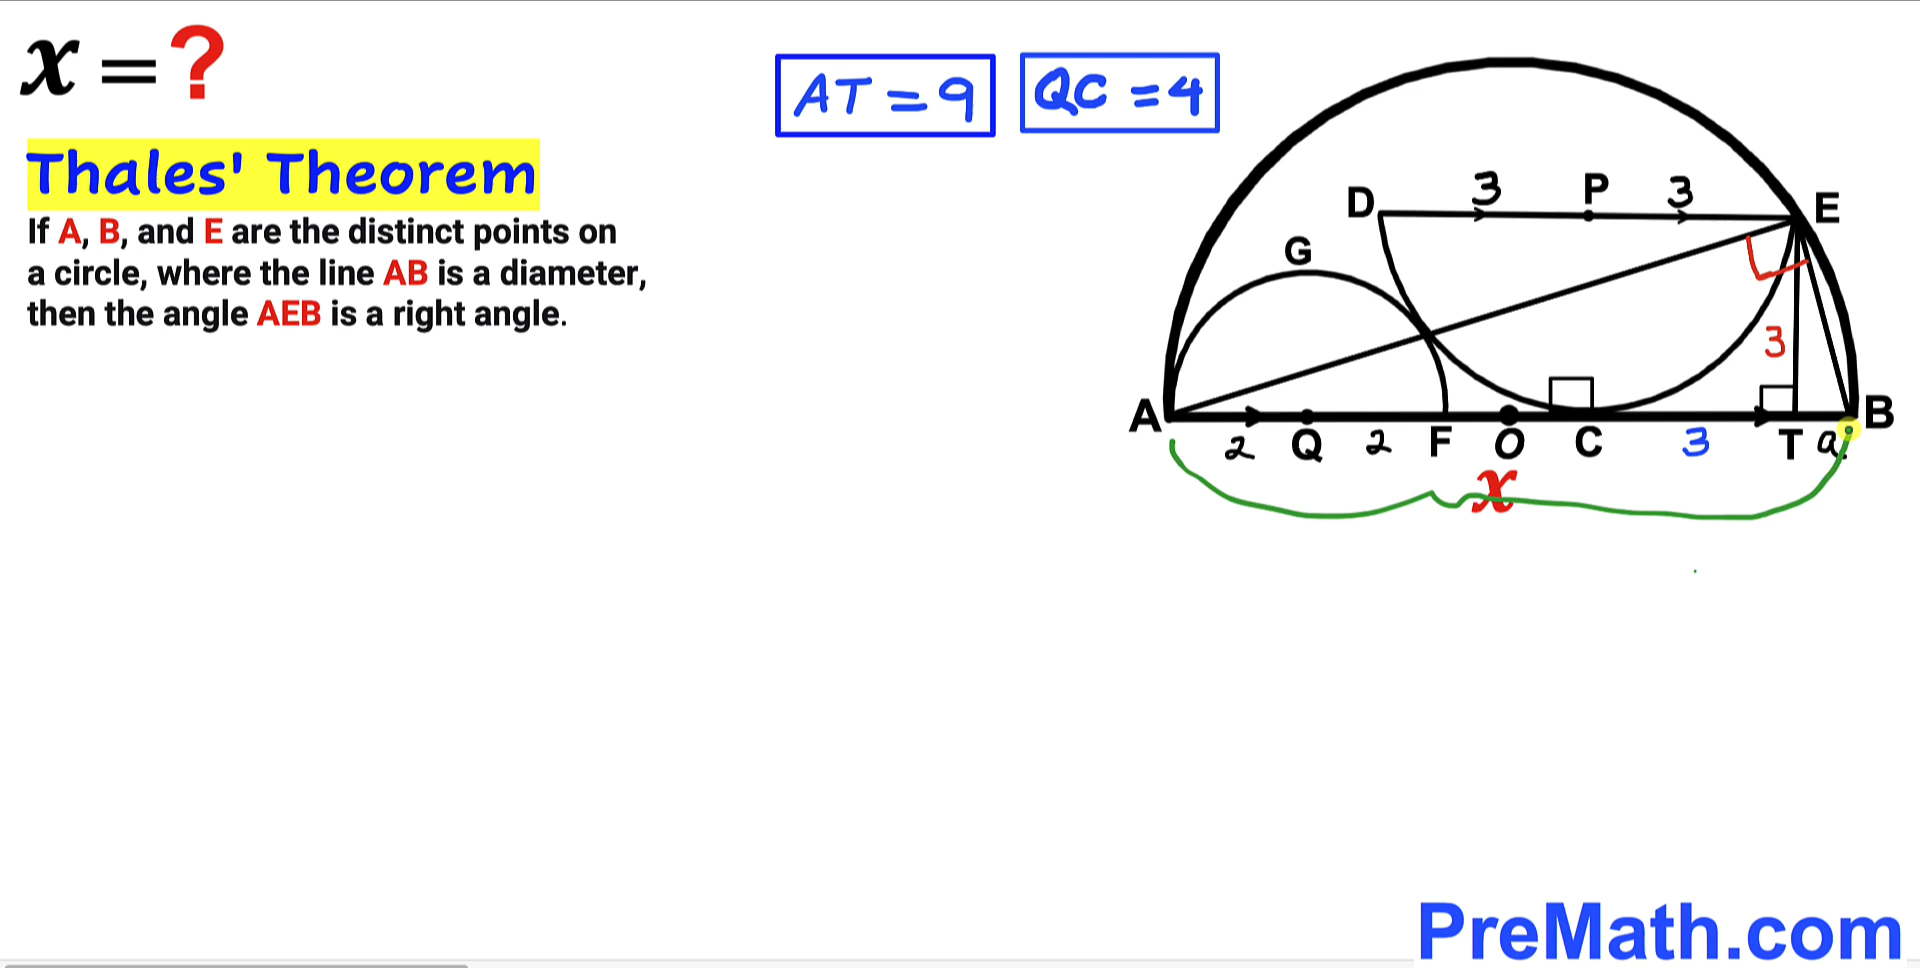 x = ?
Thales' Theorem
If A, B, and E are the distinct points on
a circle, where the line AB is a diameter,
then the angle AEB is a right angle.
AT = 9
QC = 4
D 3 P 3 E
G
3
A B
2 Q 2 F O C 3 T a
x
PreMath.com